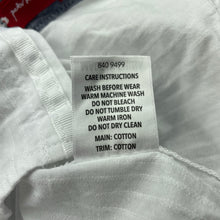 840 9499
CARE INSTRUCTIONS
WASH BEFORE WEAR
WARM MACHINE WASH
DO NOT BLEACH
DO NOT TUMBLE DRY
WARM IRON
DO NOT DRY CLEAN
MAIN: COTTON
TRIM: COTTON